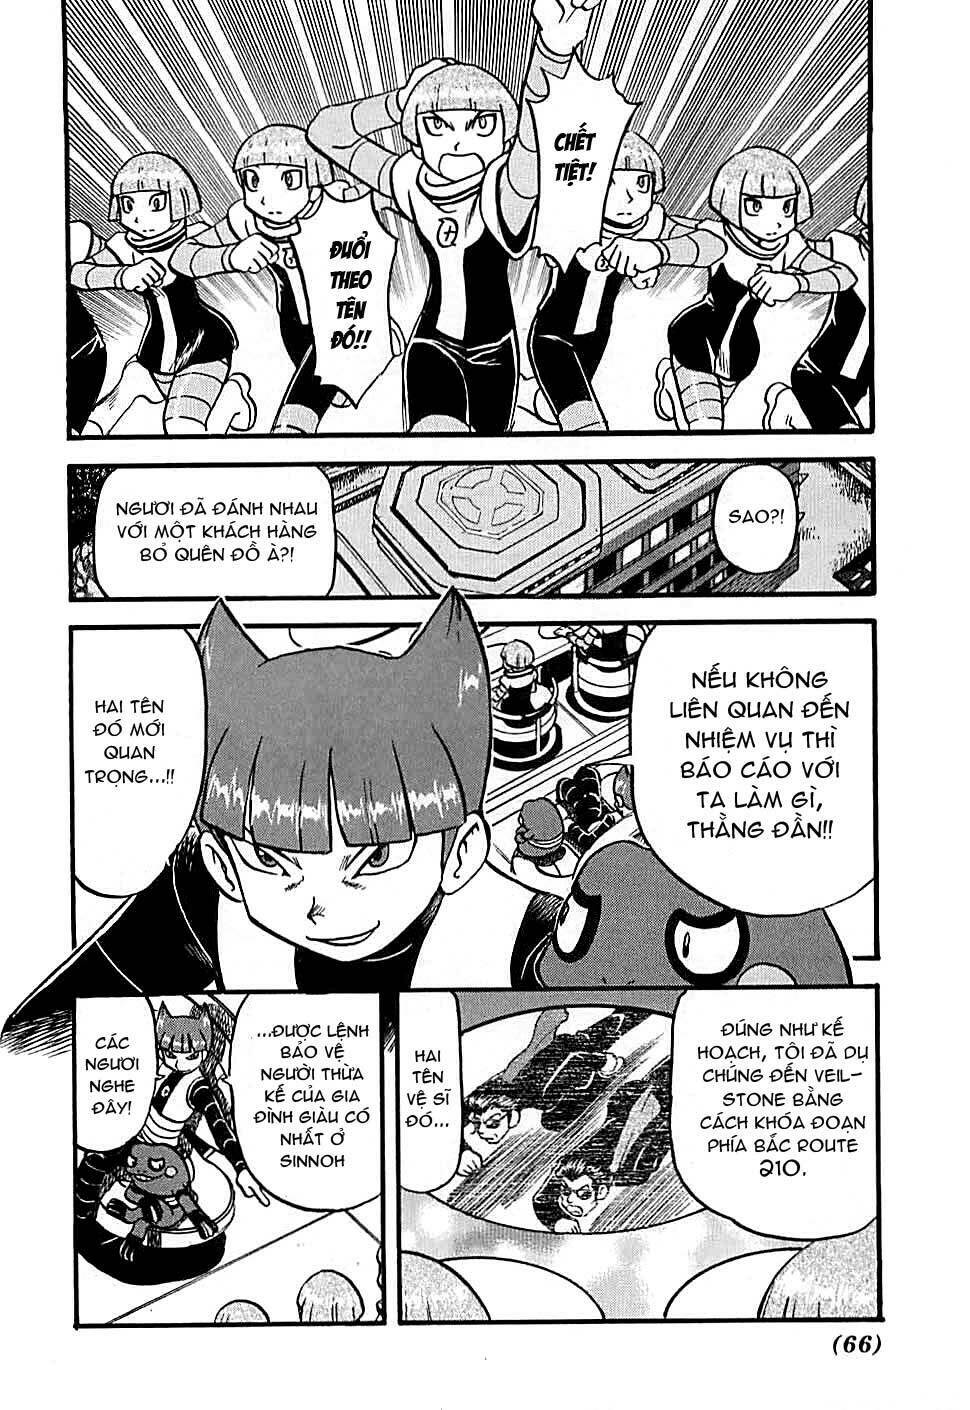 CHẾT
TIỆT!
ĐUỔI
THEO
TÊN
ĐÓ!!
SAO?!
NGƯƠI ĐÃ ĐÁNH NHAU
VỚI MỘT KHÁCH HÀNG
BỎ QUÊN ĐỒ À?!
NẾU KHÔNG
LIÊN QUAN ĐẾN
NHIỆM VỤ THÌ
BÁO CÁO VỚI
TA LÀM GÌ,
THẰNG ĐẦN!!
HAI TÊN
ĐÓ MỚI
QUAN
TRỌNG...!!
ĐÚNG NHƯ KẾ
HOẠCH, TÔI ĐÃ DỤ
CHÚNG ĐẾN VEIL-
STONE BẰNG
CÁCH KHÓA ĐOẠN
PHÍA BẮC ROUTE
210.
HAI
TÊN
VỆ SĨ
ĐÓ...
...ĐƯỢC LỆNH
BẢO VỆ
NGƯỜI THỪA
KẾ CỦA GIA
ĐÌNH GIÀU CÓ
NHẤT Ở
SINNOH
CÁC
NGƯƠI
NGHE
ĐÂY!
(66)